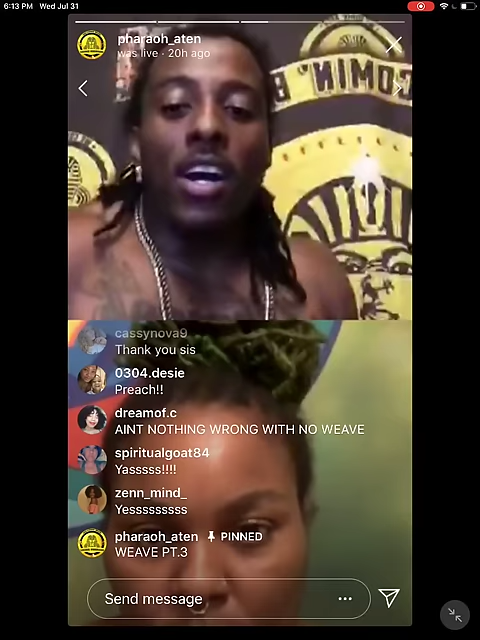 6:13 PM Wed Jul 31
pharaoh_aten
was live · 20h ago
cassynova9
Thank you sis
0304.desie
Preach!!
dreamof.c
AINT NOTHING WRONG WITH NO WEAVE
spiritualgoat84
Yasssss!!!!
zenn_mind_
Yesssssssss
pharaoh_aten PINNED
WEAVE PT.3
Send message